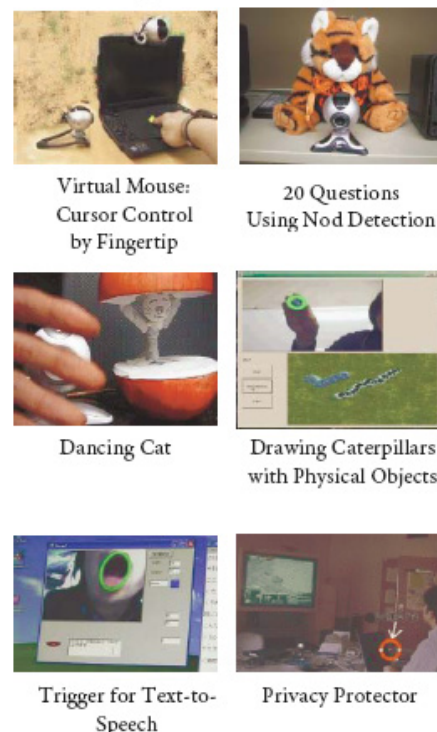 Virtual Mouse:
Cursor Control
by Fingertip
20 Questions
Using Nod Detection
Dancing Cat
Drawing Caterpillars
with Physical Objects
Trigger for Text-to-
Speech
Privacy Protector